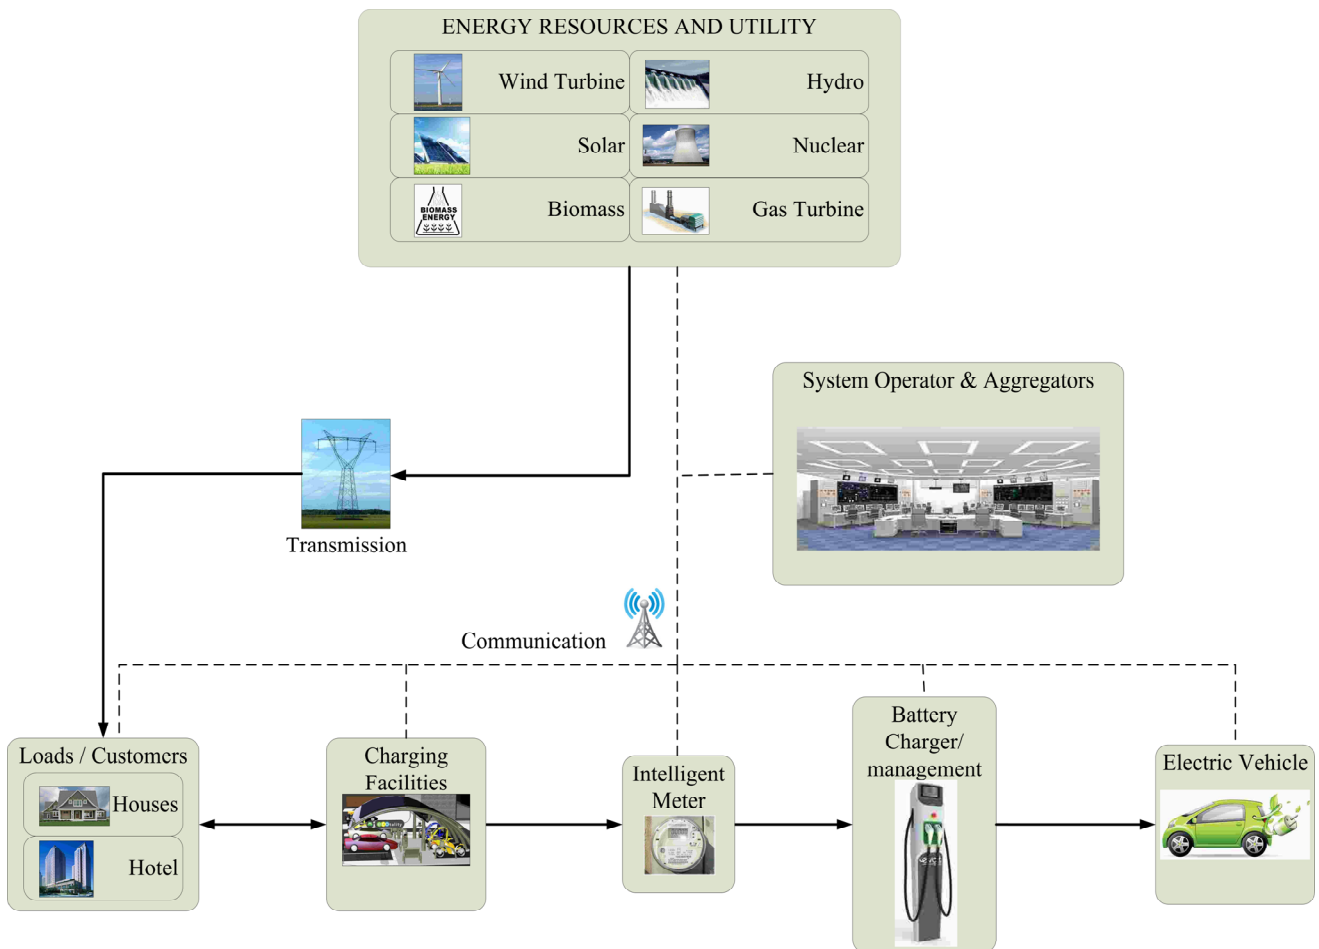 ENERGY RESOURCES AND UTILITY
Wind Turbine
Hydro
Solar
Nuclear
BIOMASS
ENERGY
Biomass
Gas Turbine
System Operator & Aggregators
Transmission
Communication
Loads / Customers
Houses
Hotel
Charging
Facilities
Intelligent
Meter
Battery
Charger/
management
Electric Vehicle